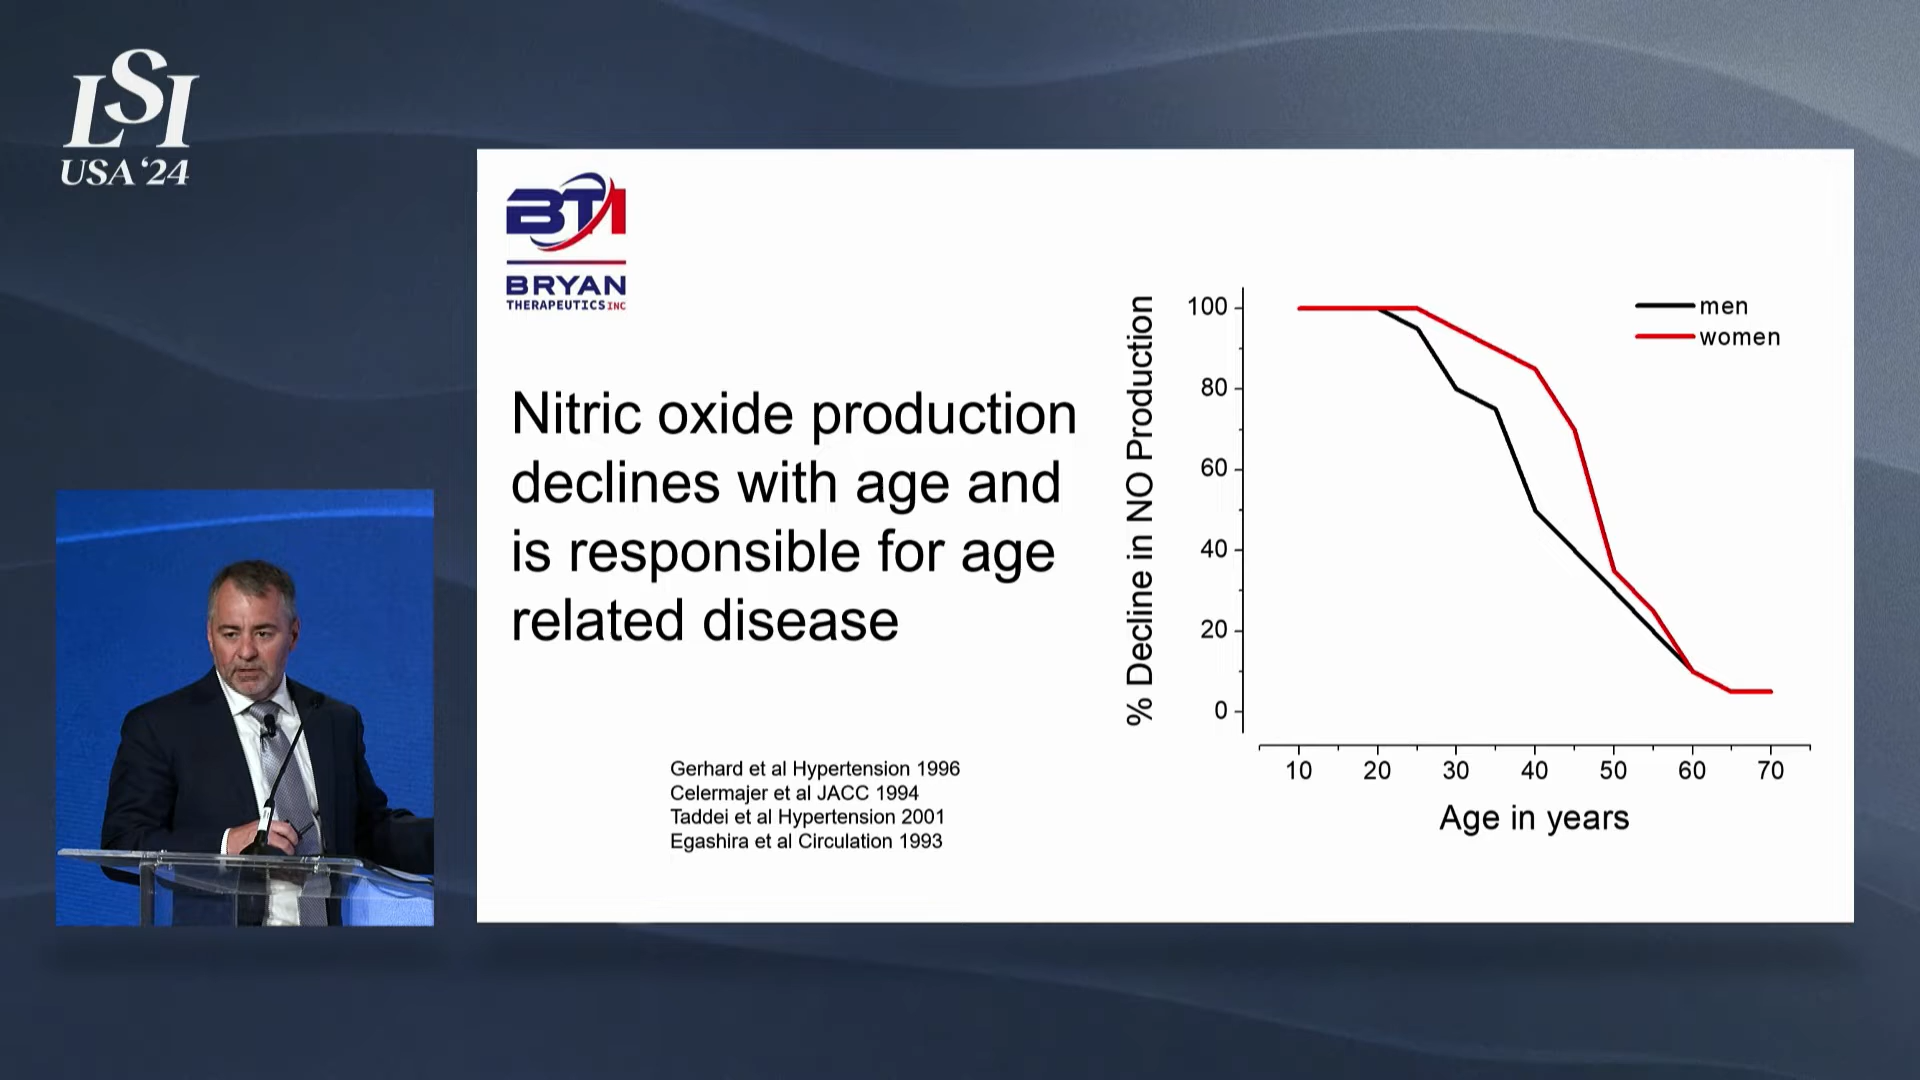 LSI
USA '24
BTI
BRYAN
THERAPEUTICS INC
Nitric oxide production
declines with age and
is responsible for age
related disease
Gerhard et al Hypertension 1996
Celermajer et al JACC 1994
Taddei et al Hypertension 2001
Egashira et al Circulation 1993
% Decline in NO Production
100
80
60
40
20
0
men
women
10 20 30 40 50 60 70
Age in years